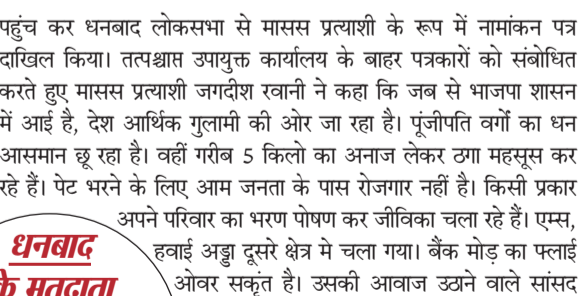 पहुंच कर धनबाद लोकसभा से मासस प्रत्याशी के रूप में नामांकन पत्र
दाखिल किया। तत्पश्चाप्त उपायुक्त कार्यालय के बाहर पत्रकारों को संबोधित
करते हुए मासस प्रत्याशी जगदीश रवानी ने कहा कि जब से भाजपा शासन
में आई है, देश आर्थिक गुलामी की ओर जा रहा है। पूंजीपति वर्गों का धन
आसमान छू रहा है। वहीं गरीब 5 किलो का अनाज लेकर ठगा महसूस कर
रहे हैं। पेट भरने के लिए आम जनता के पास रोजगार नहीं है। किसी प्रकार
अपने परिवार का भरण पोषण कर जीविका चला रहे हैं। एम्स,
हवाई अड्डा दूसरे क्षेत्र मे चला गया। बैंक मोड़ का फ्लाई
ओवर सकृंत है। उसकी आवाज उठाने वाले सांसद
धनबाद
के मतदाता